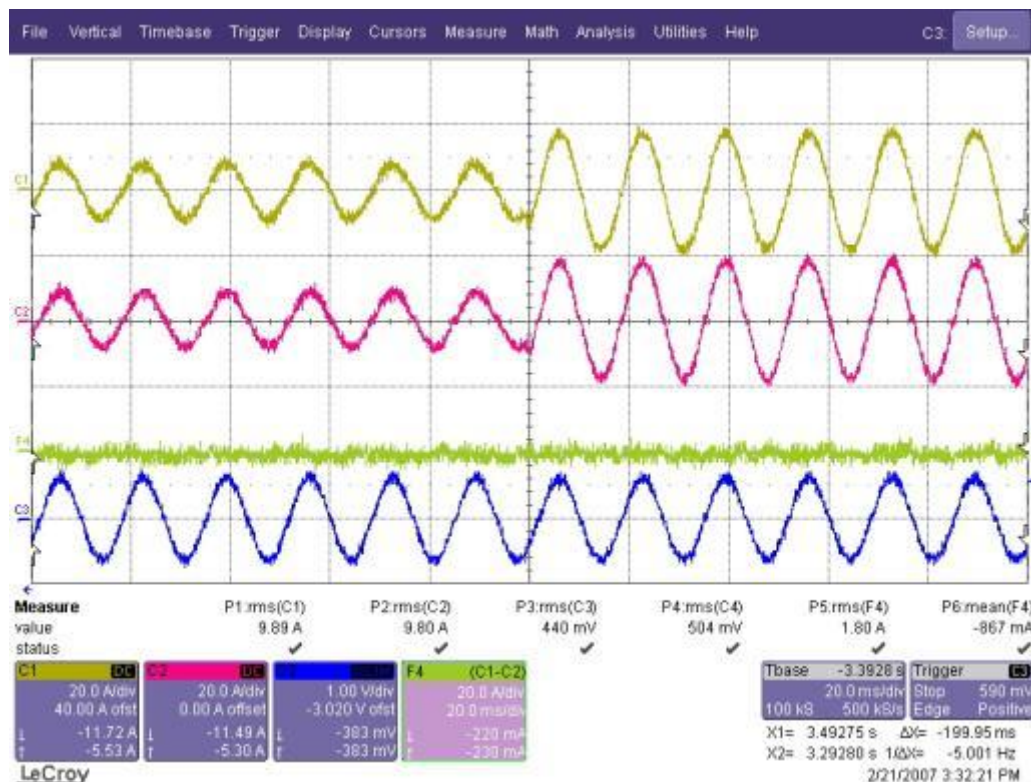 File Vertical Timebase Trigger Display Cursors Measure Math Analysis Utilities Help C3: Setup...
C1
C2
F4
C3
Measure P1:rms(C1) P2:rms(C2) P3:rms(C3) P4:rms(C4) P5:rms(F4) P6:mean(F4)
value 9.89 A 9.80 A 440 mV 504 mV 1.80 A -867 mA
status
C1 DC C2 DC F4 (C1-C2) Tbase -3.3928 s Trigger C3
20.0 A/div 20.0 A/div 1.00 V/div 20.0 A/div 20.0 ms/div Stop 590 mV
40.00 A ofst 0.00 A offset -3.020 V ofst 20.0 ms/div 100 kS 500 kS/s Edge Positive
-11.72 A -11.49 A -383 mV -220 mA X1= 3.49275 s ΔX= -199.95 ms
-5.53 A -5.30 A -383 mV -230 mA X2= 3.29280 s 1/ΔX= -5.001 Hz
LeCroy 2/21/2007 3:32:21 PM